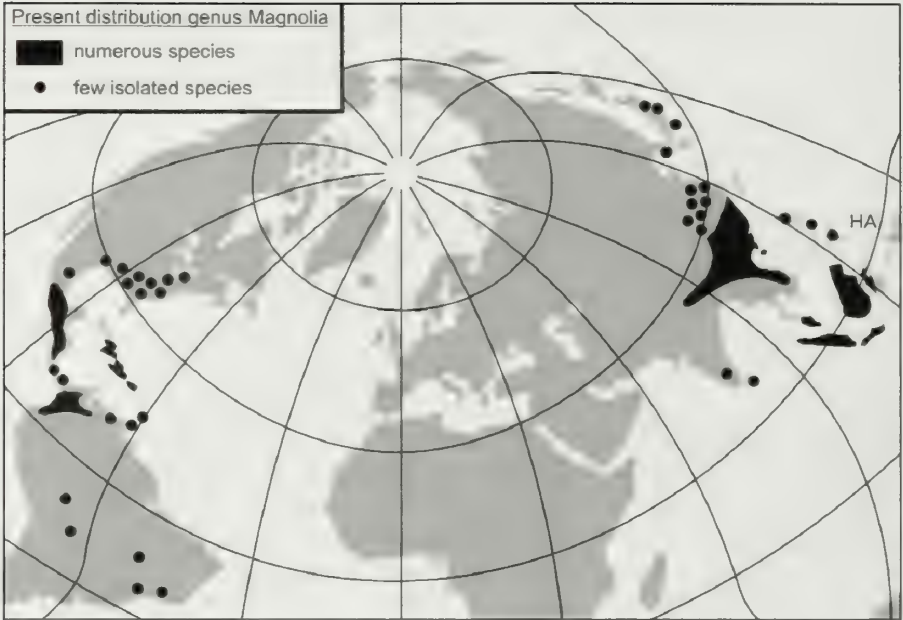 Present distribution genus Magnolia
numerous species
few isolated species
HA